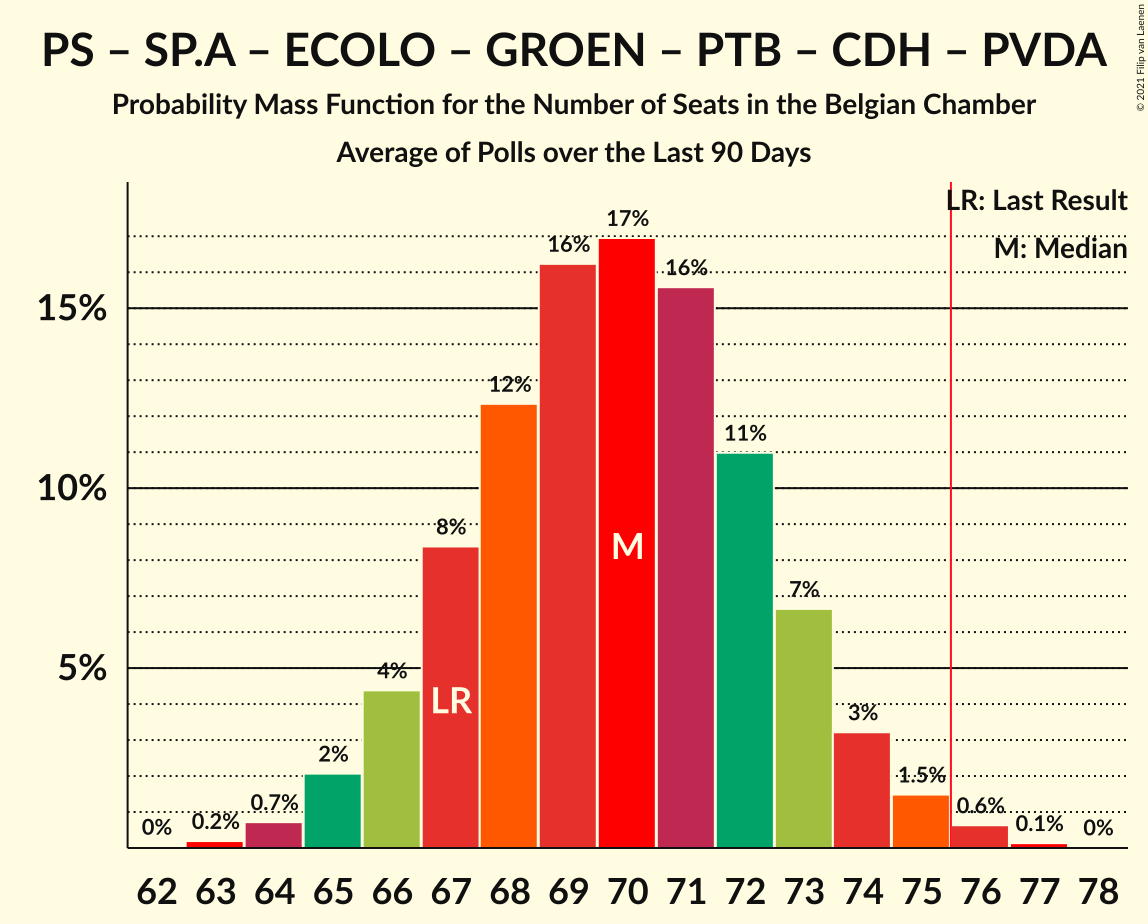 PS – SP.A – ECOLO – GROEN – PTB – CDH – PVDA
Probability Mass Function for the Number of Seats in the Belgian Chamber
Average of Polls over the Last 90 Days
© 2021 Filip van Laenen
LR: Last Result
M: Median
15%
10%
5%
0%
0.2%
0.7%
2%
4%
8%
12%
16%
17%
16%
11%
7%
3%
1.5%
0.6%
0.1%
0%
LR
M
62 63 64 65 66 67 68 69 70 71 72 73 74 75 76 77 78